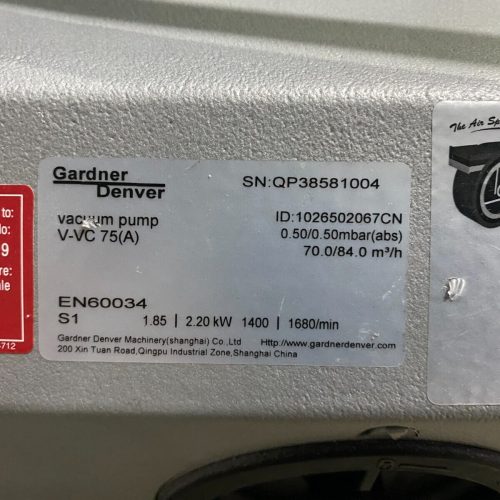 Gardner
Denver
SN:QP38581004
vacuum pump
V-VC 75(A)
ID:1026502067CN
0.50/0.50mbar(abs)
70.0/84.0 m³/h
EN60034
S1 1.85 | 2.20 kW 1400 | 1680/min
Gardner Denver Machinery(shanghai) Co.,Ltd Http://www.gardnerdenver.com
200 Xin Tuan Road,Qingpu Industrial Zone,Shanghai China
to:
lo:
9
re:
le
4712
The Air Sp